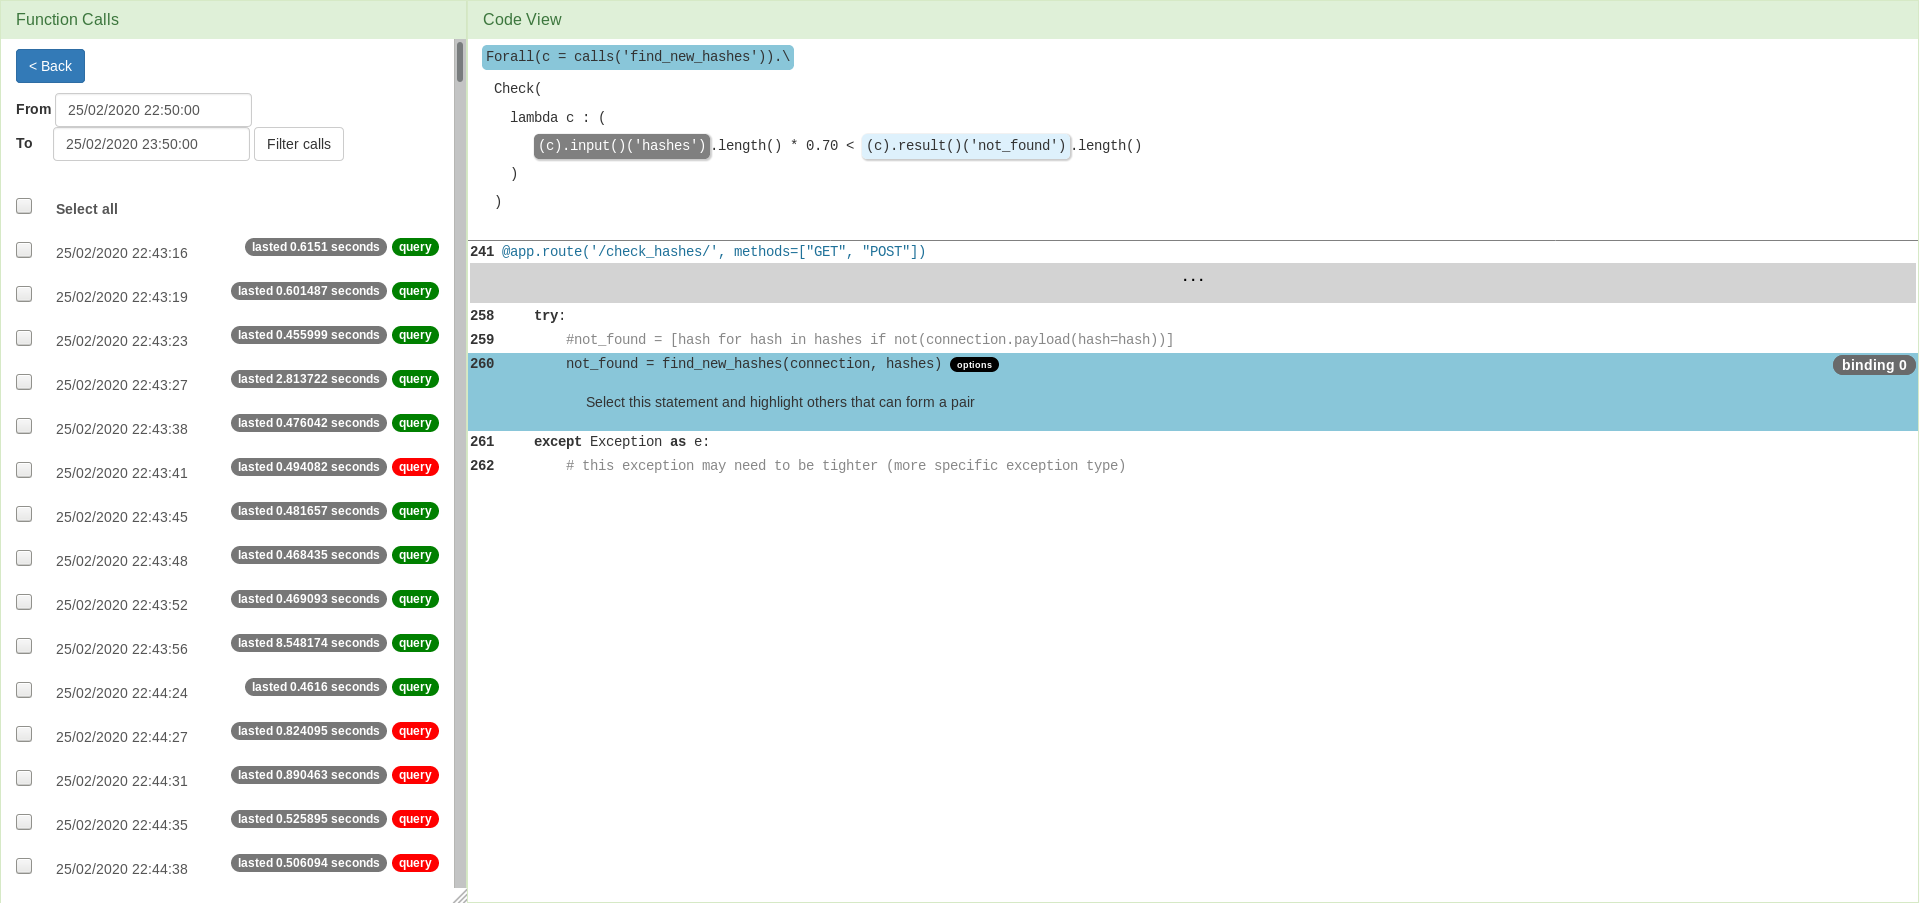 Function Calls
< Back
From 25/02/2020 22:50:00
To 25/02/2020 23:50:00 Filter calls
Select all
25/02/2020 22:43:16 lasted 0.6151 seconds query
25/02/2020 22:43:19 lasted 0.601487 seconds query
25/02/2020 22:43:23 lasted 0.455999 seconds query
25/02/2020 22:43:27 lasted 2.813722 seconds query
25/02/2020 22:43:38 lasted 0.476042 seconds query
25/02/2020 22:43:41 lasted 0.494082 seconds query
25/02/2020 22:43:45 lasted 0.481657 seconds query
25/02/2020 22:43:48 lasted 0.468435 seconds query
25/02/2020 22:43:52 lasted 0.469093 seconds query
25/02/2020 22:43:56 lasted 8.548174 seconds query
25/02/2020 22:44:24 lasted 0.4616 seconds query
25/02/2020 22:44:27 lasted 0.824095 seconds query
25/02/2020 22:44:31 lasted 0.890463 seconds query
25/02/2020 22:44:35 lasted 0.525895 seconds query
25/02/2020 22:44:38 lasted 0.506094 seconds query
Code View
Forall(c = calls('find_new_hashes')).\
Check(
lambda c : (
(c).input()('hashes').length() * 0.70 < (c).result()('not_found').length()
)
)
241 @app.route('/check_hashes/', methods=["GET", "POST"])
...
258 try:
259 #not_found = [hash for hash in hashes if not(connection.payload(hash=hash))]
260 not_found = find_new_hashes(connection, hashes) options binding 0
Select this statement and highlight others that can form a pair
261 except Exception as e:
262 # this exception may need to be tighter (more specific exception type)